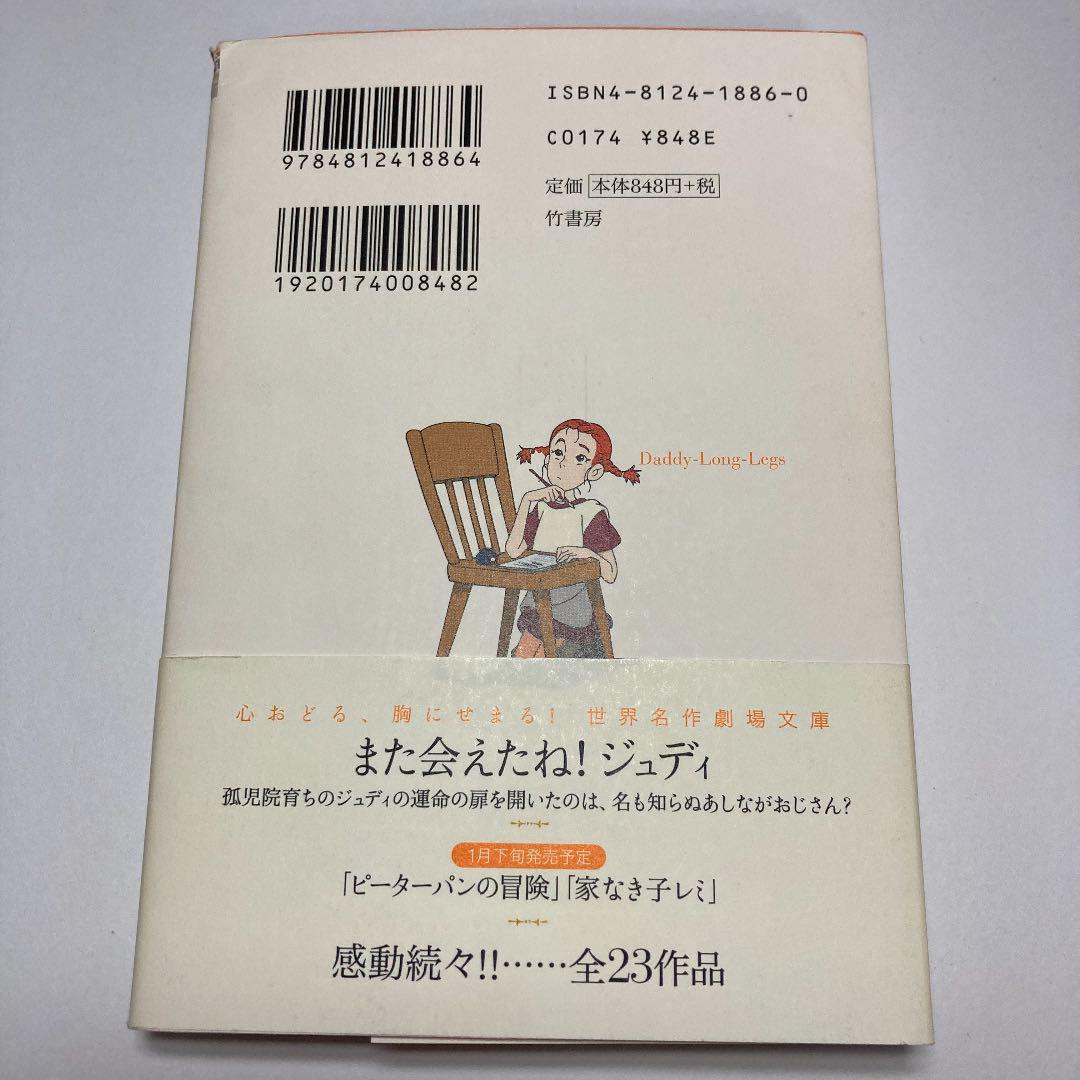 ISBN4-8124-1886-0
9784812418864
C0174 ¥848E
定価 本体848円+税
竹書房
1920174008482
Daddy-Long-Legs
心おどる、胸にせまる! 世界名作劇場文庫
また会えたね! ジュディ
孤児院育ちのジュディの運命の扉を開いたのは、名も知らぬあしながおじさん?
1月下旬発売予定
「ピーターパンの冒険」「家なき子レミ」
感動続々!!……全23作品